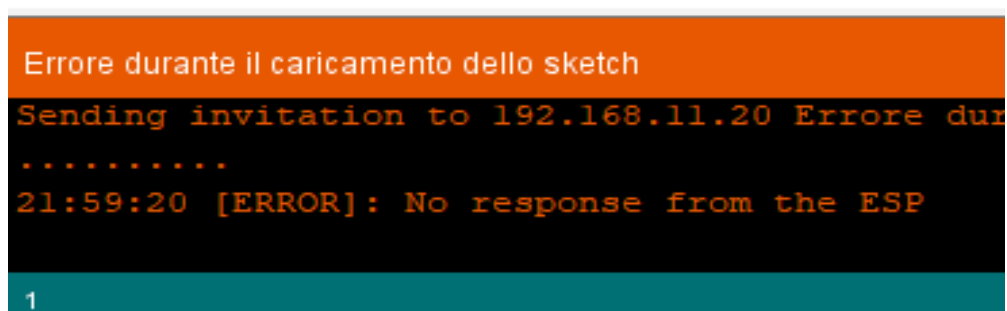 Errore durante il caricamento dello sketch
Sending invitation to 192.168.11.20 Errore dur
..........
21:59:20 [ERROR]: No response from the ESP
1